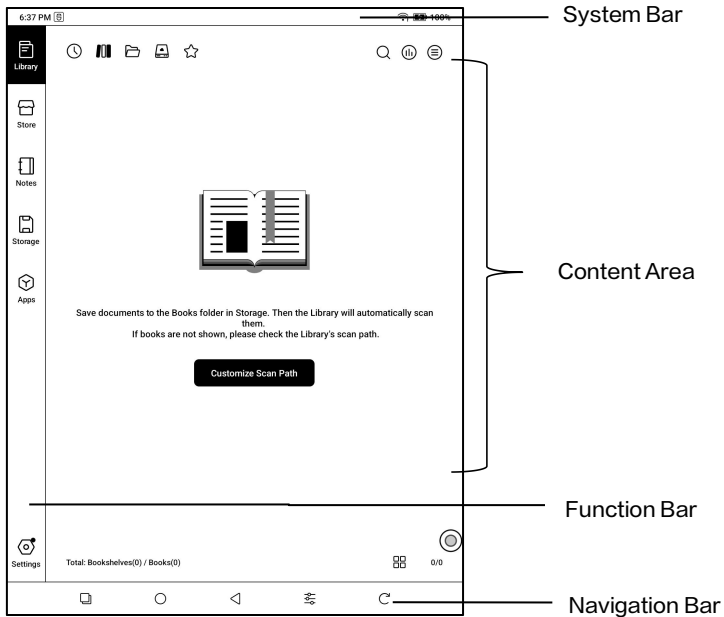 6:37 PM
100%
System Bar
Library
Store
Notes
Storage
Apps
Save documents to the Books folder in Storage. Then the Library will automatically scan
them.
If books are not shown, please check the Library's scan path.
Customize Scan Path
Content Area
Function Bar
Settings
Total: Bookshelves(0) / Books(0)
0/0
Navigation Bar